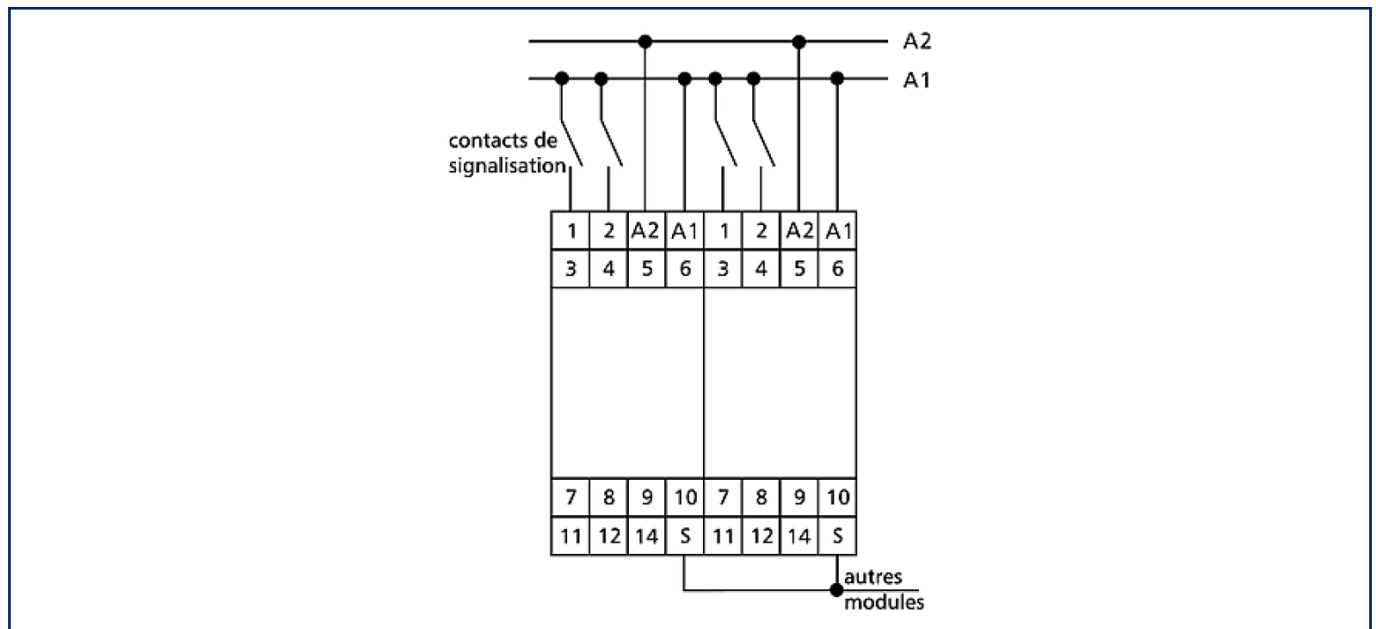 A2
A1
contacts de
signalisation
1 2 A2 A1 1 2 A2 A1
3 4 5 6 3 4 5 6
7 8 9 10 7 8 9 10
11 12 14 S 11 12 14 S
autres
modules